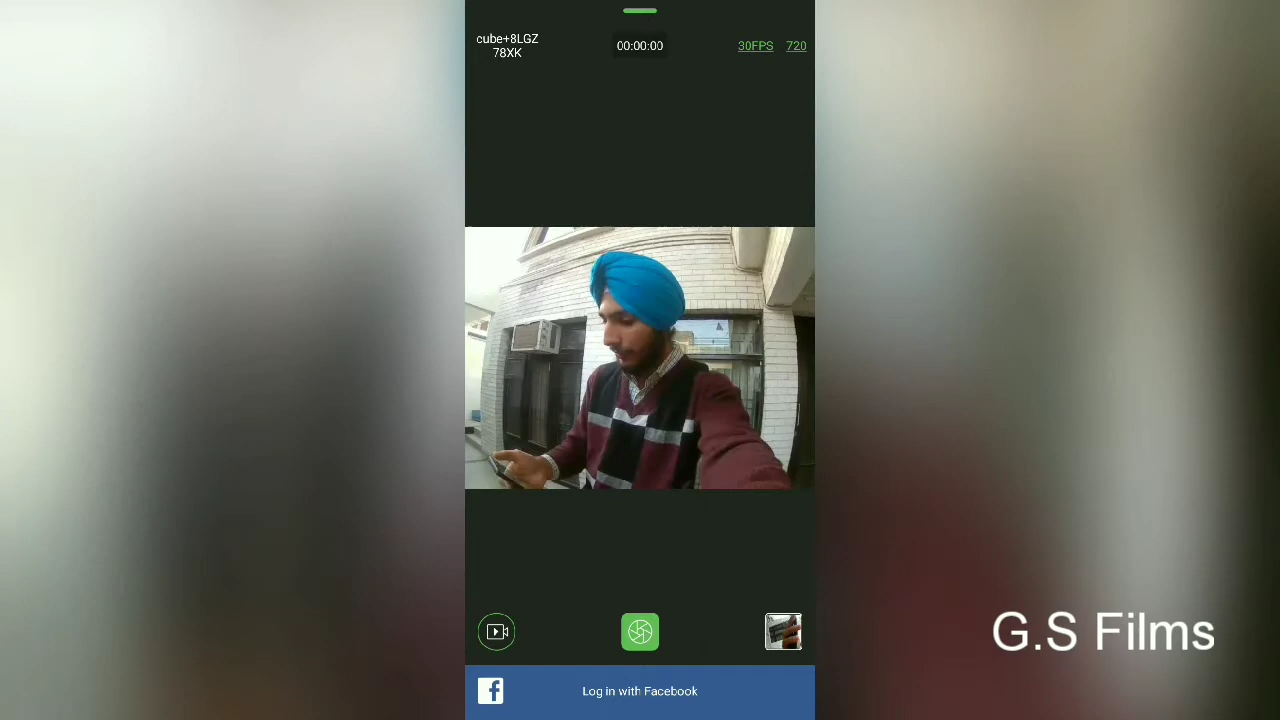 cube+8LGZ
78XK
00:00:00
30FPS 720
G.S Films
Log in with Facebook